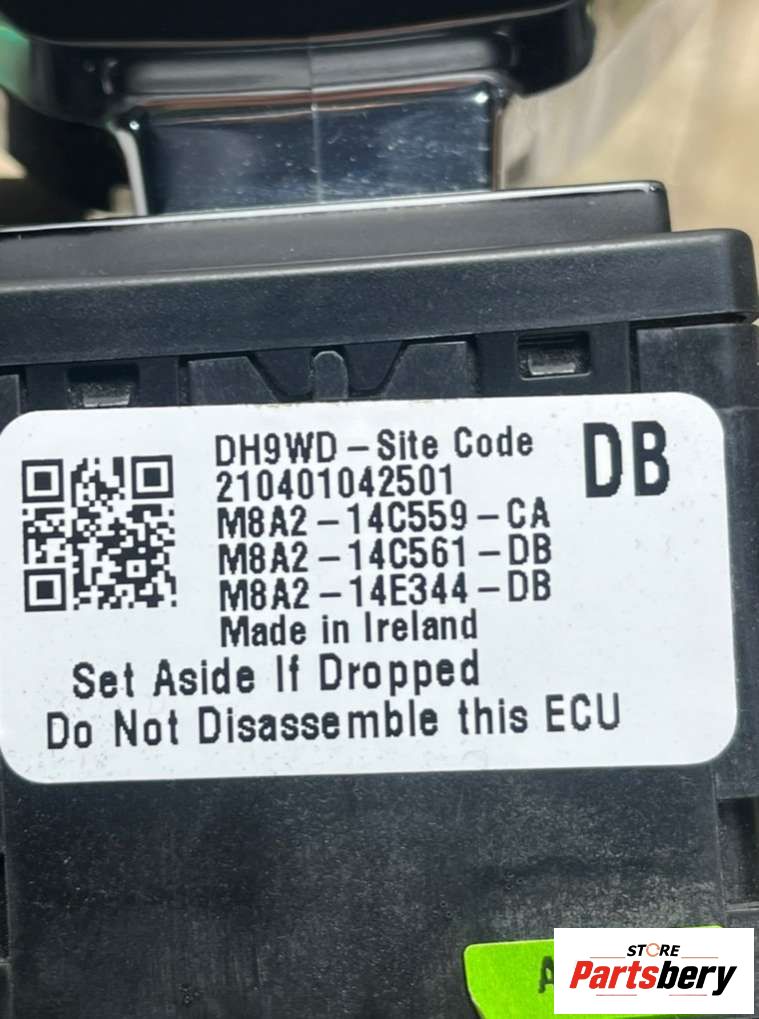 DH9WD-Site Code
DB
210401042501
M8A2-14C559-CA
M8A2-14C561-DB
M8A2-14E344-DB
Made in Ireland
Set Aside If Dropped
Do Not Disassemble this ECU
A
STORE
Partsbery